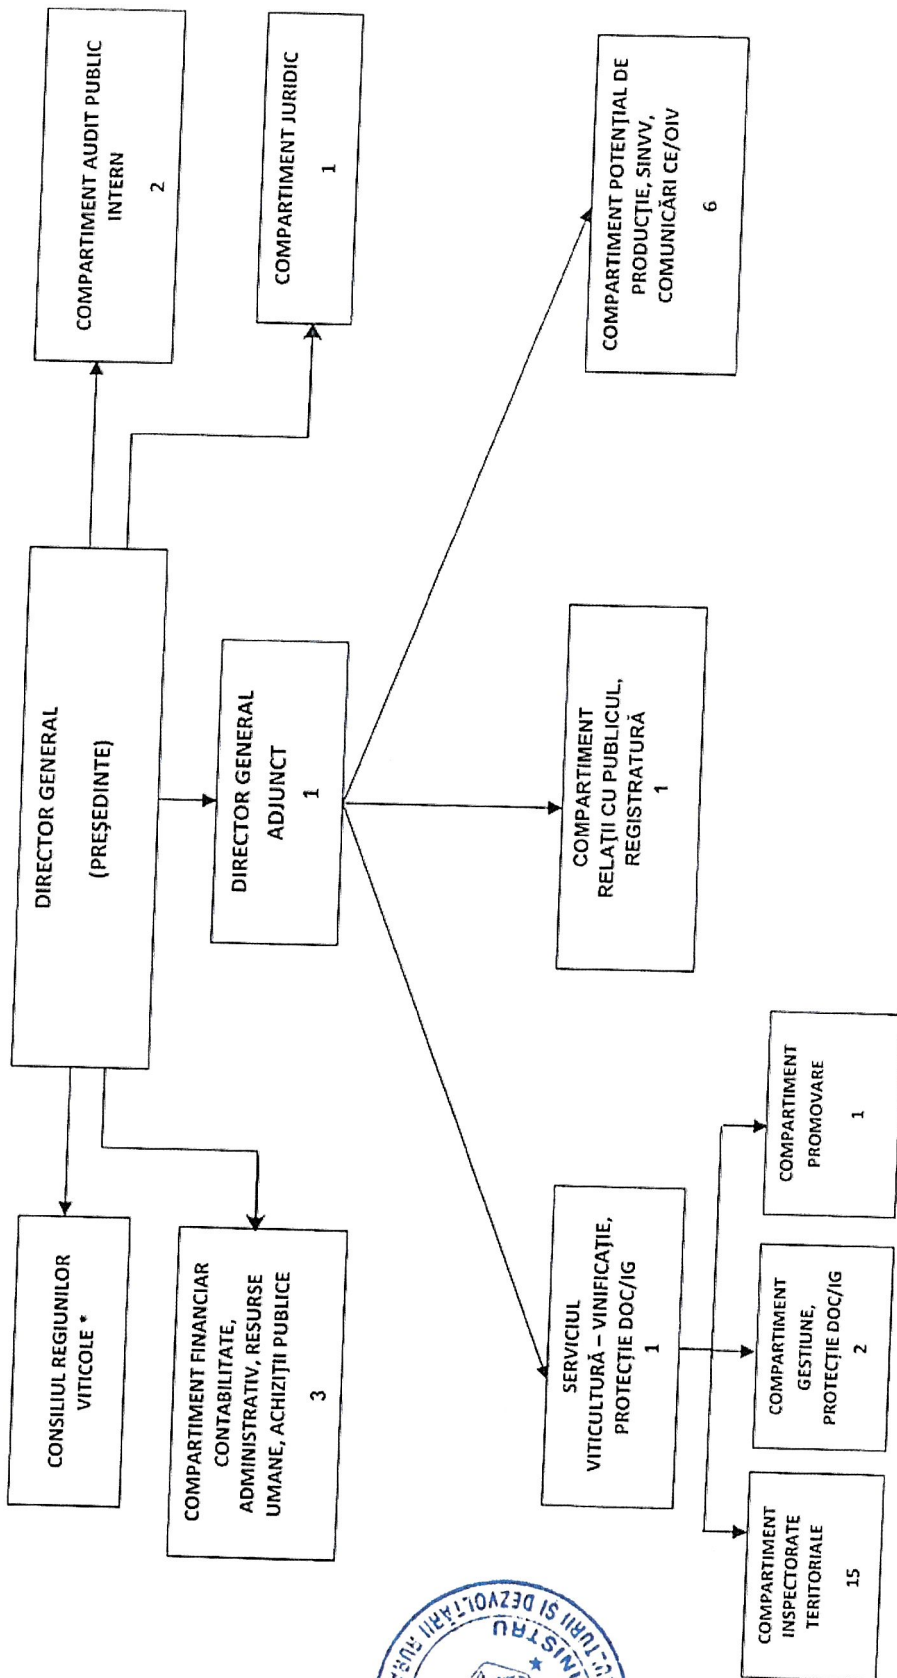 DIRECTOR GENERAL
(PREȘEDINTE)
CONSILIUL REGIUNILOR
VITICOLE *
COMPARTIMENT AUDIT PUBLIC
INTERN
2
COMPARTIMENT FINANCIAR
CONTABILITATE,
ADMINISTRATIV, RESURSE
UMANE, ACHIZIȚII PUBLICE
3
DIRECTOR GENERAL
ADJUNCT
1
COMPARTIMENT JURIDIC
1
SERVICIUL
VITICULTURĂ – VINIFICAȚIE,
PROTECȚIE DOC/IG
1
COMPARTIMENT
RELAȚII CU PUBLICUL,
REGISTRATURĂ
1
COMPARTIMENT POTENȚIAL DE
PRODUCȚIE, SINVV,
COMUNICĂRI CE/OIV
6
COMPARTIMENT
INSPECTORATE
TERITORIALE
15
COMPARTIMENT
GESTIUNE,
PROTECȚIE DOC/IG
2
COMPARTIMENT
PROMOVARE
1
ȘI DEZVOLTĂRII